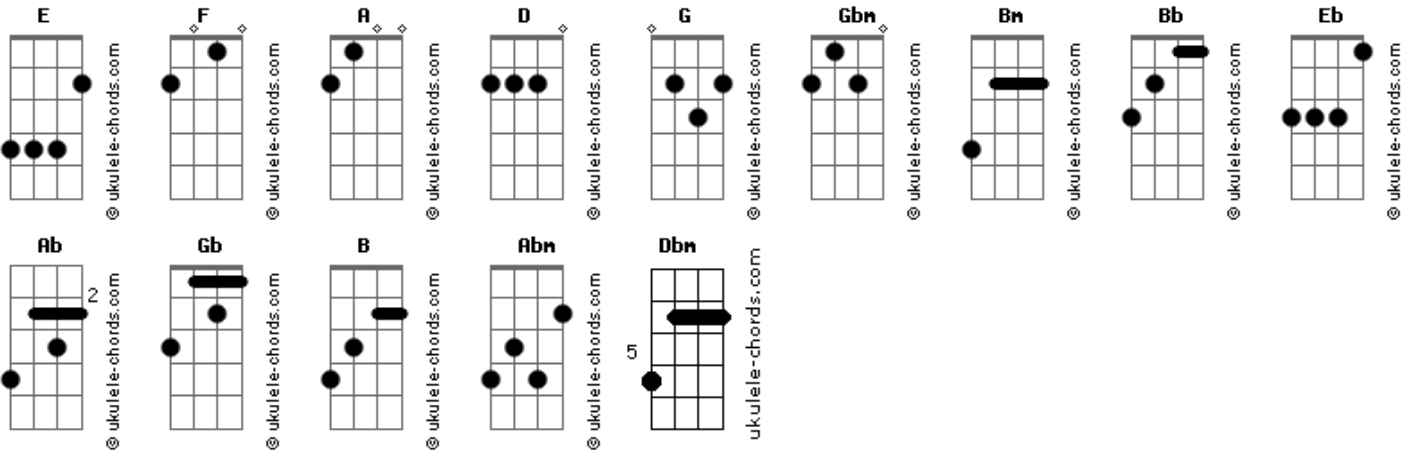 E F A D G Gbm Bm Bb Eb
© ukulele-chords.com © ukulele-chords.com © ukulele-chords.com © ukulele-chords.com © ukulele-chords.com © ukulele-chords.com © ukulele-chords.com © ukulele-chords.com © ukulele-chords.com
Ab Gb B Abm Dbm
2 © ukulele-chords.com © ukulele-chords.com © ukulele-chords.com © ukulele-chords.com 5 ukulele-chords.com